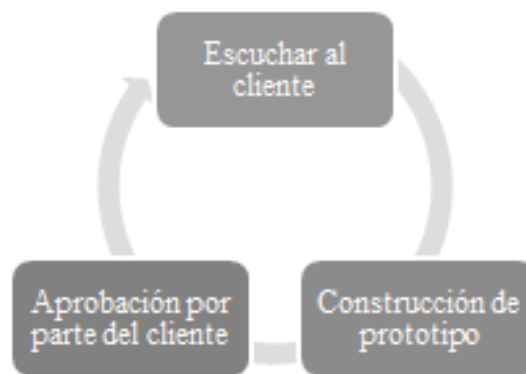 Escuchar al
cliente
Construcción de
prototipo
Aprobación por
parte del cliente